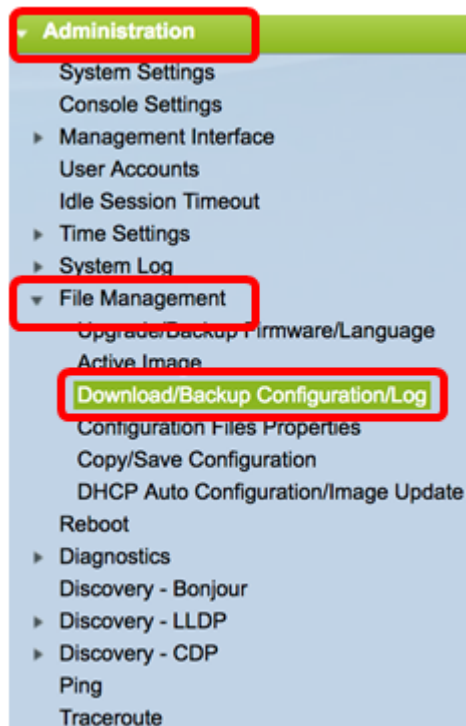 Administration
System Settings
Console Settings
Management Interface
User Accounts
Idle Session Timeout
Time Settings
System Log
File Management
Upgrade/Backup Firmware/Language
Active Image
Download/Backup Configuration/Log
Configuration Files Properties
Copy/Save Configuration
DHCP Auto Configuration/Image Update
Reboot
Diagnostics
Discovery - Bonjour
Discovery - LLDP
Discovery - CDP
Ping
Traceroute